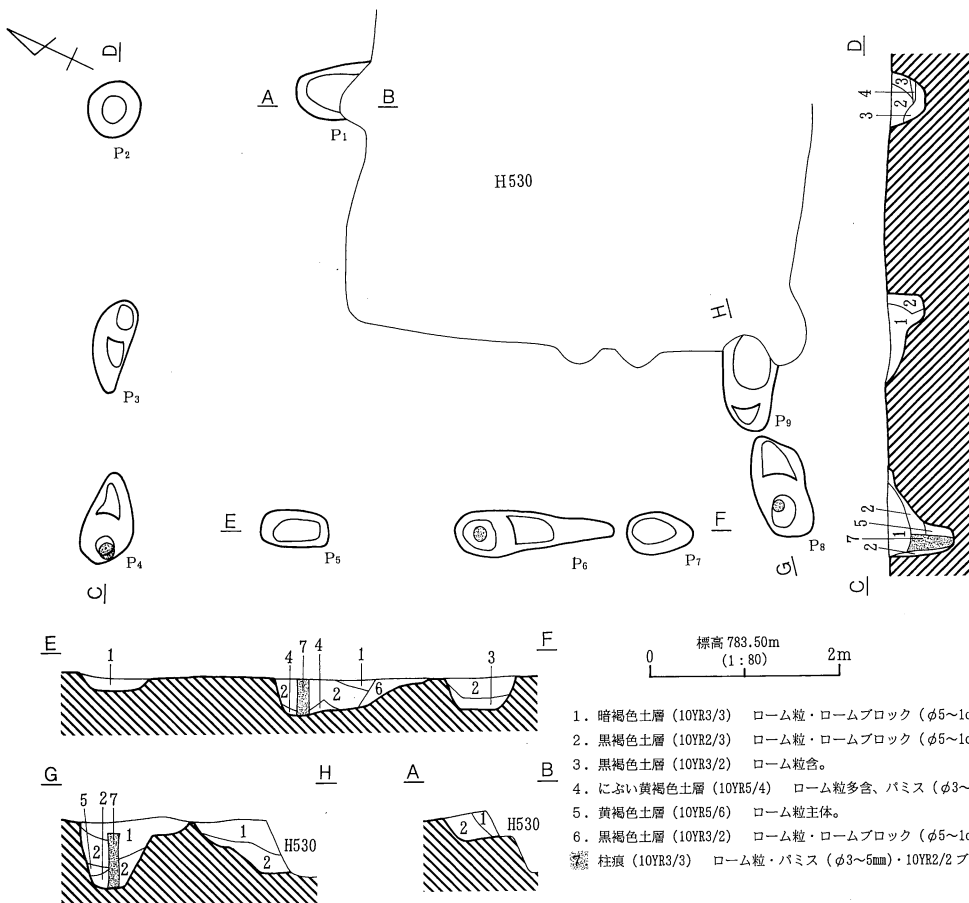 D
A
B
P1
P2
H530
D
3
4
2
3
H
2
1
P3
P9
E
F
P4
P5
P6
P7
P8
G
C
2
5
1
7
2
C
E
1
4 7 4
1
3
F
2
2
6
2
標高 783.50m
(1:80)
0
2m
G
H
A
B
5 2 7
1
1
2
2
2
H530
1
2
H530
1. 暗褐色土層 (10YR3/3) ローム粒・ロームブロック (φ5~1c
2. 黒褐色土層 (10YR2/3) ローム粒・ロームブロック (φ5~1c
3. 黒褐色土層 (10YR3/2) ローム粒含。
4. にぶい黄褐色土層 (10YR5/4) ローム粒多含、パミス (φ3~
5. 黄褐色土層 (10YR5/6) ローム粒主体。
6. 黒褐色土層 (10YR3/2) ローム粒・ロームブロック (φ5~1c
7 柱痕 (10YR3/3) ローム粒・パミス (φ3~5mm)・10YR2/2 ブ